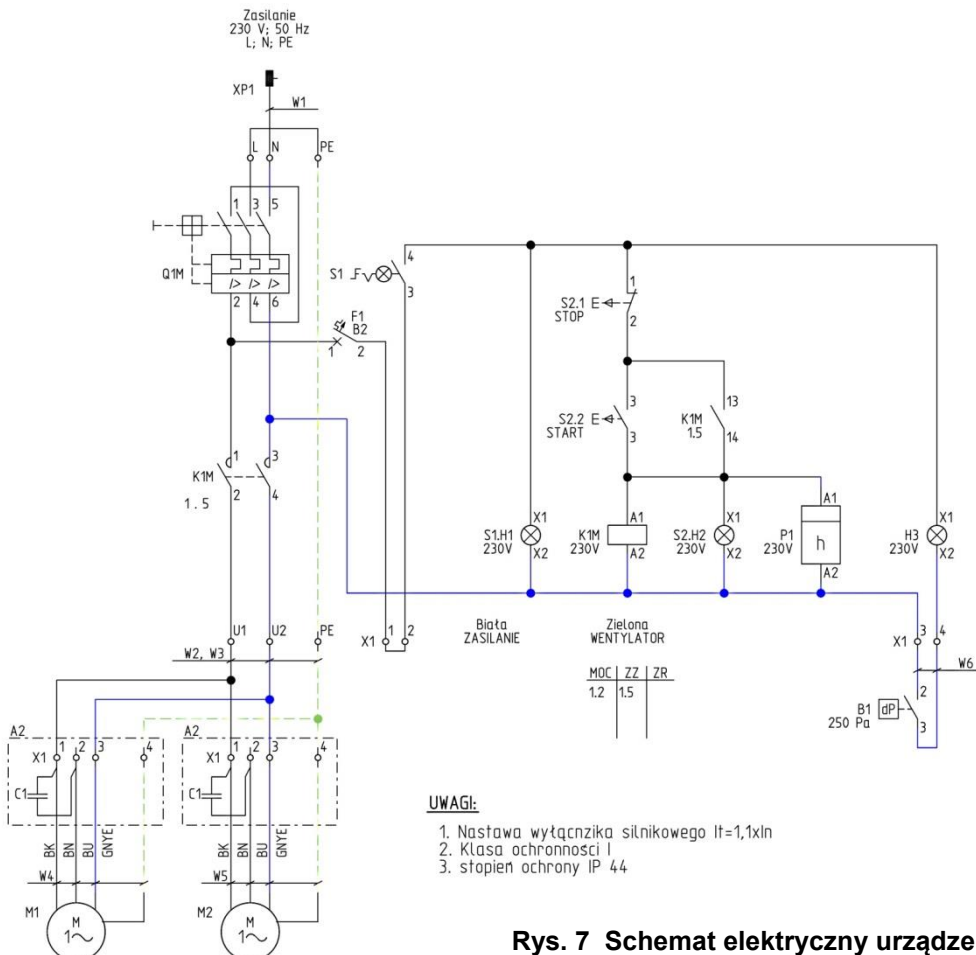 Zasilanie
230 V; 50 Hz
L; N; PE
XP1
W1
L N PE
1 3 5
Q1M
I> I> I>
2 4 6
F1
B2
1 2
S1
4
3
S2.1 E
STOP
1
2
S2.2 E
START
3
3
K1M
1.5
13
14
K1M
1.5
1 3
2 4
S1.H1
230V
X1
X2
K1M
230V
A1
A2
S2.H2
230V
X1
X2
P1
230V
A1
h
A2
H3
230V
X1
X2
U1 U2 PE
W2, W3
X1 1 2
Biała
ZASILANIE
Zielona
WENTYLATOR
MOC ZZ ZR
1.2 1.5
X1 3 4
W6
B1 dP
250 Pa
2
3
A2
X1 1 2 3 4
C1
BK BN BU GNYE
W4
M1
M
1~
A2
X1 1 2 3 4
C1
BK BN BU GNYE
W5
M2
M
1~
UWAGI:
1. Nastawa wyłącnzika silnikowego It=1,1xIn
2. Klasa ochronności I
3. stopień ochrony IP 44
Rys. 7 Schemat elektryczny urządze